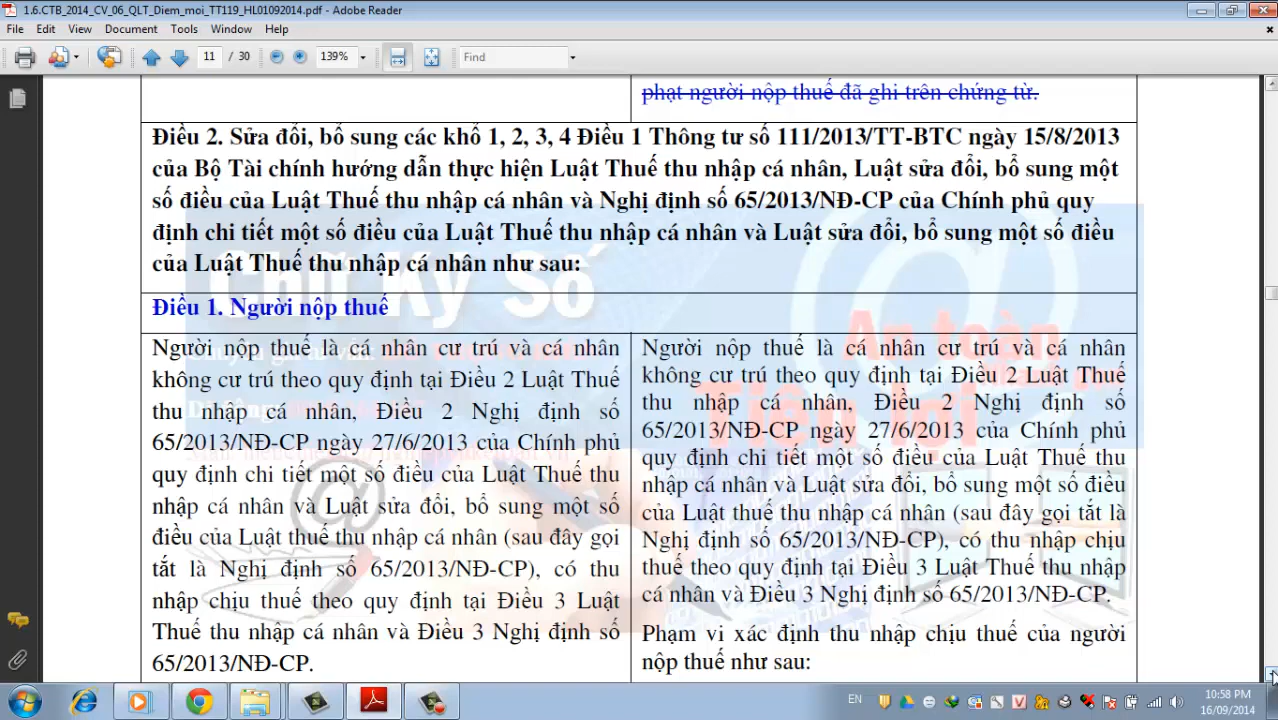 1.6.CTB_2014_CV_06_QLT_Diem_moi_TT119_HL01092014.pdf - Adobe Reader
File Edit View Document Tools Window Help
11 / 30 139% Find
phạt người nộp thuế đã ghi trên chứng từ.
Điều 2. Sửa đổi, bổ sung các khổ 1, 2, 3, 4 Điều 1 Thông tư số 111/2013/TT-BTC ngày 15/8/2013
của Bộ Tài chính hướng dẫn thực hiện Luật Thuế thu nhập cá nhân, Luật sửa đổi, bổ sung một
số điều của Luật Thuế thu nhập cá nhân và Nghị định số 65/2013/NĐ-CP của Chính phủ quy
định chi tiết một số điều của Luật Thuế thu nhập cá nhân và Luật sửa đổi, bổ sung một số điều
của Luật Thuế thu nhập cá nhân như sau:
Điều 1. Người nộp thuế
Người nộp thuế là cá nhân cư trú và cá nhân
không cư trú theo quy định tại Điều 2 Luật Thuế
thu nhập cá nhân, Điều 2 Nghị định số
65/2013/NĐ-CP ngày 27/6/2013 của Chính phủ
quy định chi tiết một số điều của Luật Thuế thu
nhập cá nhân và Luật sửa đổi, bổ sung một số
điều của Luật thuế thu nhập cá nhân (sau đây gọi
tắt là Nghị định số 65/2013/NĐ-CP), có thu
nhập chịu thuế theo quy định tại Điều 3 Luật
Thuế thu nhập cá nhân và Điều 3 Nghị định số
65/2013/NĐ-CP.
Người nộp thuế là cá nhân cư trú và cá nhân
không cư trú theo quy định tại Điều 2 Luật Thuế
thu nhập cá nhân, Điều 2 Nghị định số
65/2013/NĐ-CP ngày 27/6/2013 của Chính phủ
quy định chi tiết một số điều của Luật Thuế thu
nhập cá nhân và Luật sửa đổi, bổ sung một số điều
của Luật thuế thu nhập cá nhân (sau đây gọi tắt là
Nghị định số 65/2013/NĐ-CP), có thu nhập chịu
thuế theo quy định tại Điều 3 Luật Thuế thu nhập
cá nhân và Điều 3 Nghị định số 65/2013/NĐ-CP.
Phạm vi xác định thu nhập chịu thuế của người
nộp thuế như sau:
Chữ Ký Số
An toàn
Tiện lợi
EN
10:58 PM
16/09/2014